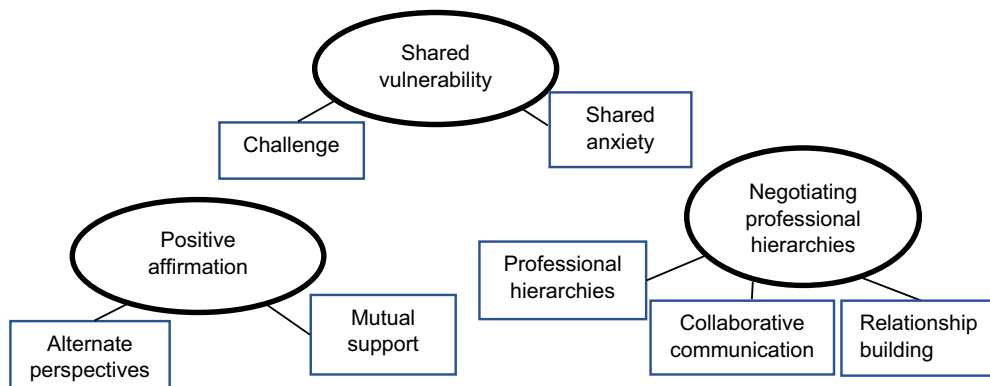 Shared
vulnerability
Challenge
Shared
anxiety
Positive
affirmation
Alternate
perspectives
Mutual
support
Negotiating
professional
hierarchies
Professional
hierarchies
Collaborative
communication
Relationship
building